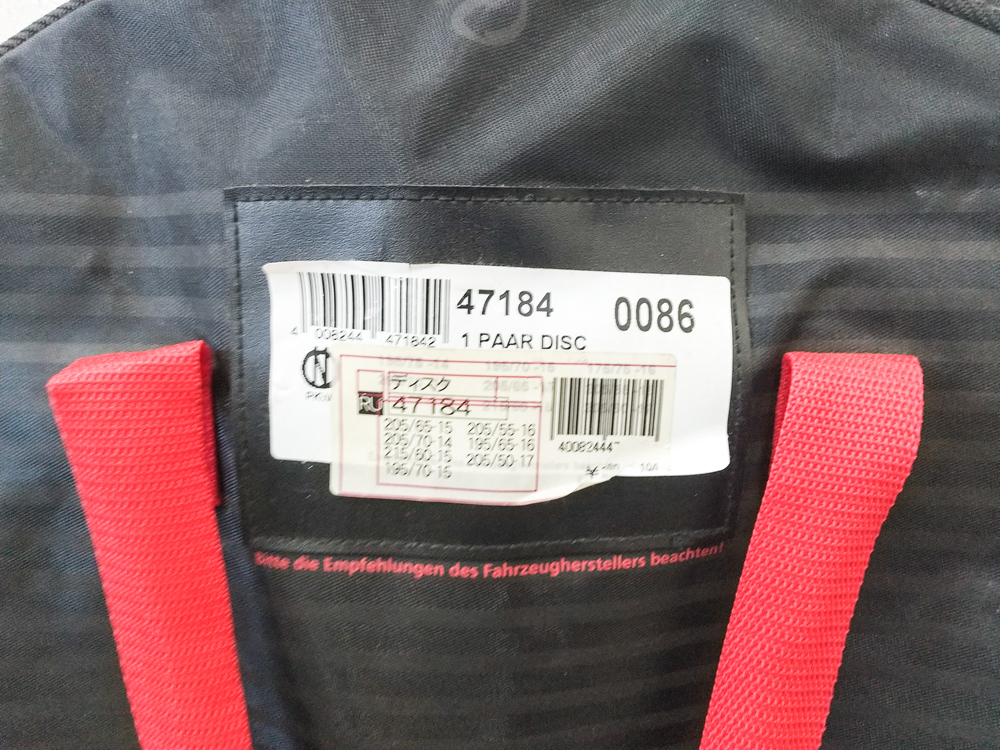 47184 0086
4 008244 471842
1 PAAR DISC
ディスク
RU 47184
205/65-15 205/55-16
205/70-14 195/65-16
215/60-15 205/50-17
195/70-15
40082444
¥
104
Bitte die Empfehlungen des Fahrzeugherstellers beachten!